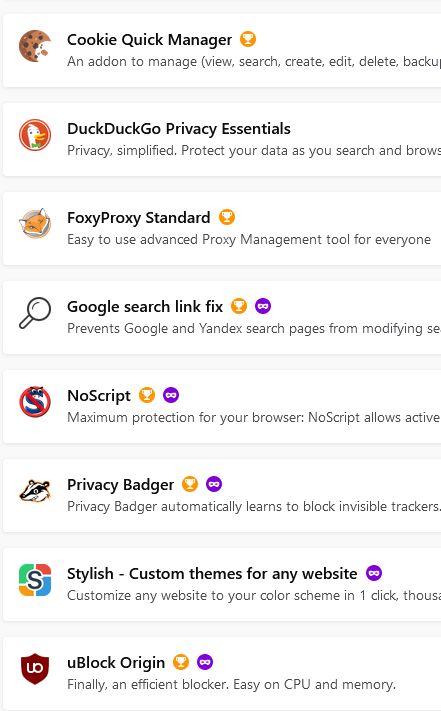 Cookie Quick Manager
An addon to manage (view, search, create, edit, delete, backup
DuckDuckGo Privacy Essentials
Privacy, simplified. Protect your data as you search and brows
FoxyProxy Standard
Easy to use advanced Proxy Management tool for everyone
Google search link fix
Prevents Google and Yandex search pages from modifying sea
NoScript
Maximum protection for your browser: NoScript allows active
Privacy Badger
Privacy Badger automatically learns to block invisible trackers.
Stylish - Custom themes for any website
Customize any website to your color scheme in 1 click, thousa
uBlock Origin
Finally, an efficient blocker. Easy on CPU and memory.